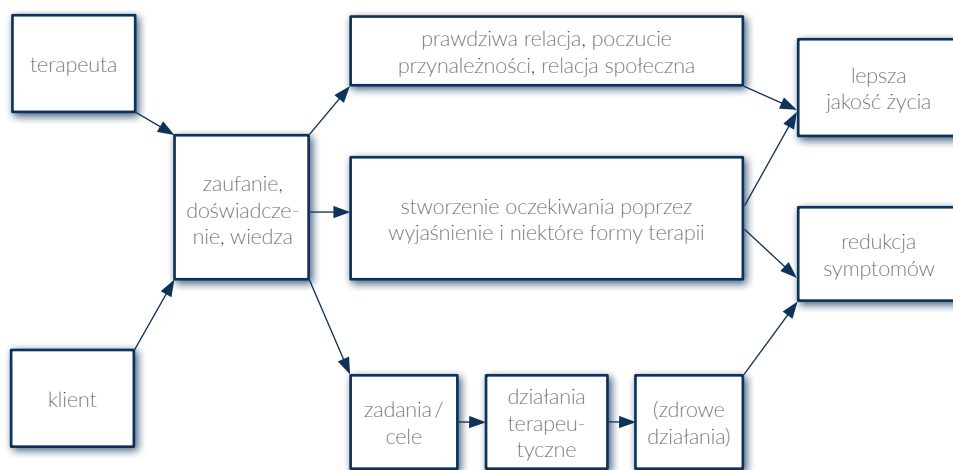 terapeuta
klient
zaufanie,
doświadcze-
nie, wiedza
prawdziwa relacja, poczucie
przynależności, relacja społeczna
stworzenie oczekiwania poprzez
wyjaśnienie i niektóre formy terapii
zadania/
cele
działania
terapeu-
tyczne
(zdrowe
działania)
lepsza
jakość życia
redukcja
symptomów